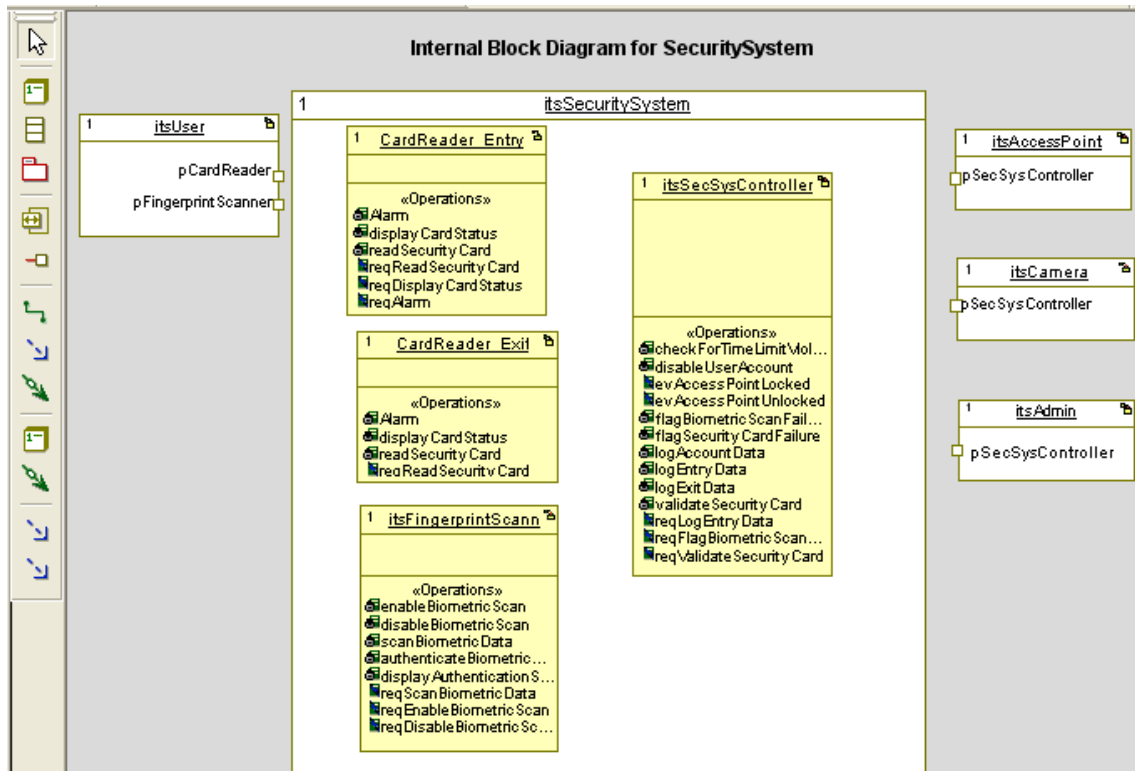 Internal Block Diagram for SecuritySystem
1 itsUser
pCardReader
pFingerprintScanner
1 itsSecuritySystem
1 CardReader_Entry
«Operations»
Alarm
displayCardStatus
readSecurityCard
reqReadSecurityCard
reqDisplayCardStatus
reqAlarm
1 CardReader_Exit
«Operations»
Alarm
displayCardStatus
readSecurityCard
reqReadSecurityCard
1 itsFingerprintScann
«Operations»
enableBiometricScan
disableBiometricScan
scanBiometricData
authenticateBiometric...
displayAuthenticationS...
reqScanBiometricData
reqEnableBiometricScan
reqDisableBiometricSc...
1 itsSecSysController
«Operations»
checkForTimeLimitViol...
disableUserAccount
evAccessPointLocked
evAccessPointUnlocked
flagBiometricScanFail...
flagSecurityCardFailure
logAccountData
logEntryData
logExitData
validateSecurityCard
reqLogEntryData
reqFlagBiometricScan...
reqValidateSecurityCard
1 itsAccessPoint
pSecSysController
1 itsCamera
pSecSysController
1 itsAdmin
pSecSysController